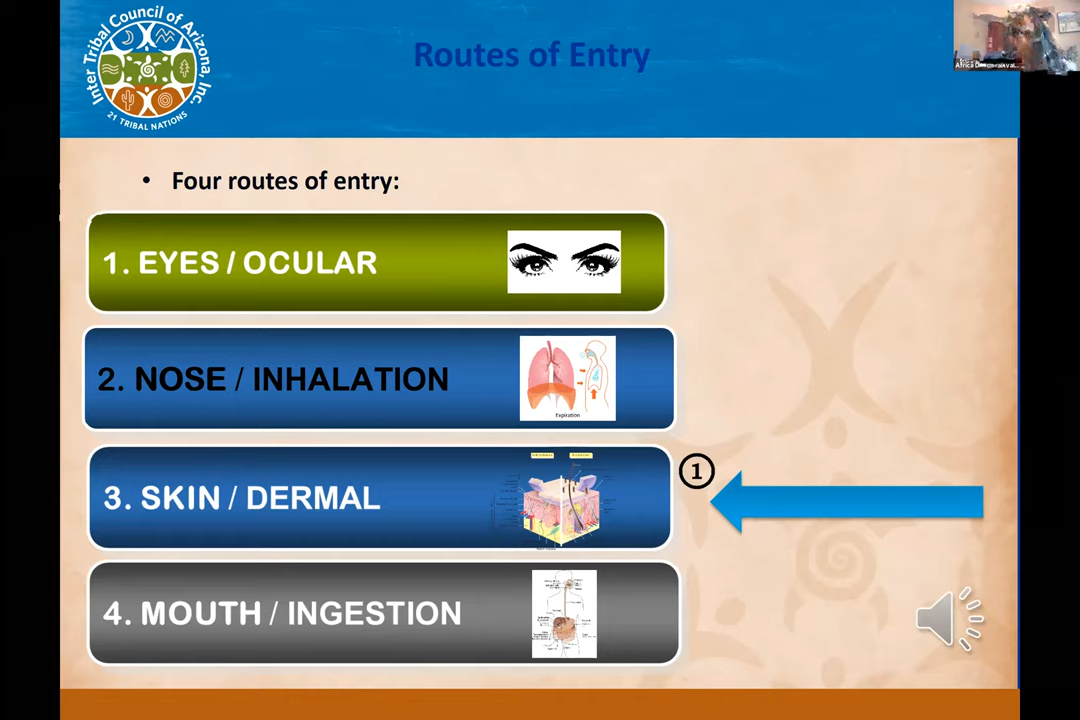 Inter Tribal Council of Arizona, Inc.
21 TRIBAL NATIONS
Routes of Entry
• Four routes of entry:
1. EYES / OCULAR
2. NOSE / INHALATION
Expiration
3. SKIN / DERMAL
1
4. MOUTH / INGESTION